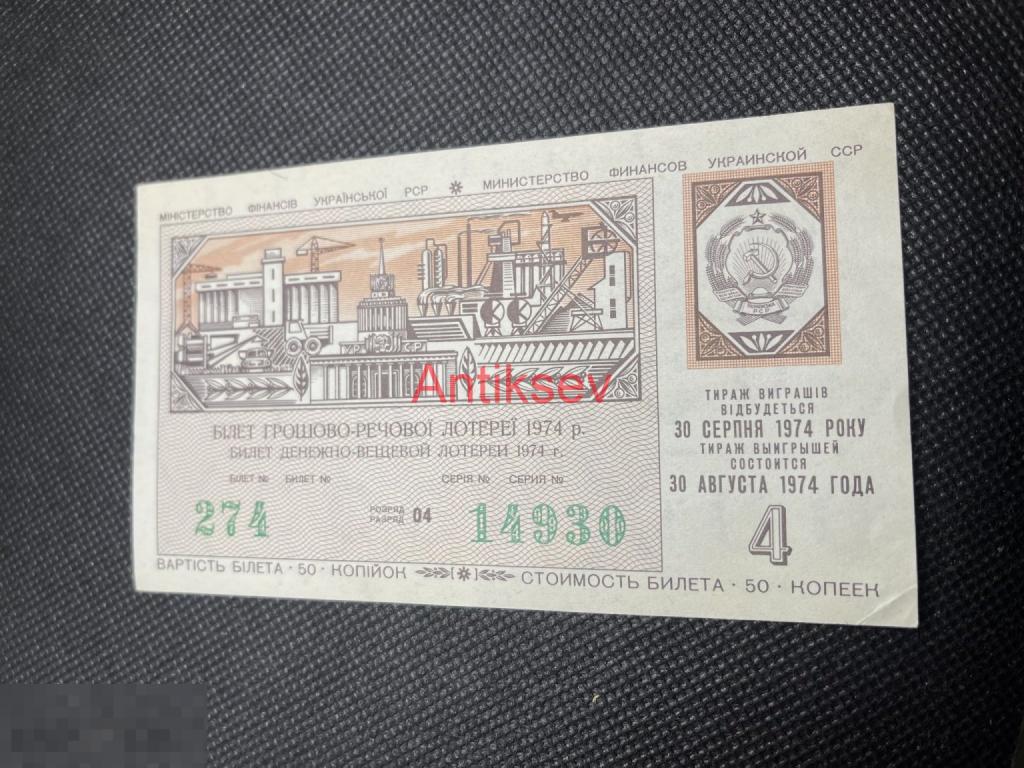 МІНІСТЕРСТВО ФІНАНСІВ УКРАЇНСЬКОЇ РСР МИНИСТЕРСТВО ФИНАНСОВ УКРАИНСКОЙ ССР
УР СР
Antiksev
БІЛЕТ ГРОШОВО-РЕЧОВОЇ ЛОТЕРЕЇ 1974 р.
БИЛЕТ ДЕНЕЖНО-ВЕЩЕВОЙ ЛОТЕРЕИ 1974 г.
БІЛЕТ № БИЛЕТ № СЕРІЯ № СЕРИЯ №
274 РОЗРЯД РАЗРЯД 04 14930
ТИРАЖ ВИГРАШІВ
ВІДБУДЕТЬСЯ
30 СЕРПНЯ 1974 РОКУ
ТИРАЖ ВЫИГРЫШЕЙ
СОСТОИТСЯ
30 АВГУСТА 1974 ГОДА
4
ВАРТІСТЬ БІЛЕТА · 50 · КОПІЙОК СТОИМОСТЬ БИЛЕТА · 50 · КОПЕЕК